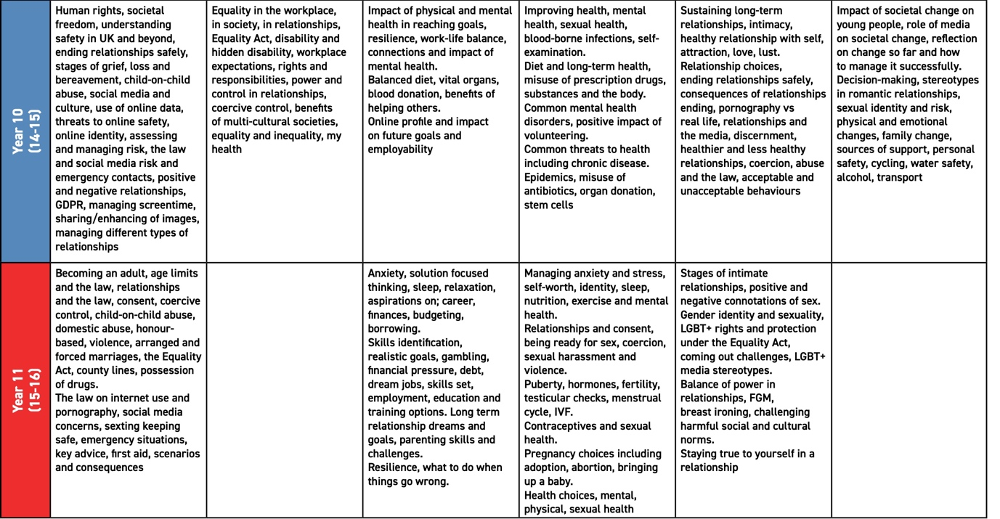 Year 10
(14-15)
Human rights, societal
freedom, understanding
safety in UK and beyond,
ending relationships safely,
stages of grief, loss and
bereavement, child-on-child
abuse, social media and
culture, use of online data,
threats to online safety,
online identity, assessing
and managing risk, the law
and social media risk and
emergency contacts, positive
and negative relationships,
GDPR, managing screentime,
sharing/enhancing of images,
managing different types of
relationships
Equality in the workplace,
in society, in relationships,
Equality Act, disability and
hidden disability, workplace
expectations, rights and
responsibilities, power and
control in relationships,
coercive control, benefits
of multi-cultural societies,
equality and inequality, my
health
Impact of physical and mental
health in reaching goals,
resilience, work-life balance,
connections and impact of
mental health.
Balanced diet, vital organs,
blood donation, benefits of
helping others.
Online profile and impact
on future goals and
employability
Improving health, mental
health, sexual health,
blood-borne infections, self-
examination.
Diet and long-term health,
misuse of prescription drugs,
substances and the body.
Common mental health
disorders, positive impact of
volunteering.
Common threats to health
including chronic disease.
Epidemics, misuse of
antibiotics, organ donation,
stem cells
Sustaining long-term
relationships, intimacy,
healthy relationship with self,
attraction, love, lust.
Relationship choices,
ending relationships safely,
consequences of relationships
ending, pornography vs
real life, relationships and
the media, discernment,
healthier and less healthy
relationships, coercion, abuse
and the law, acceptable and
unacceptable behaviours
Impact of societal change on
young people, role of media
on societal change, reflection
on change so far and how
to manage it successfully.
Decision-making, stereotypes
in romantic relationships,
sexual identity and risk,
physical and emotional
changes, family change,
sources of support, personal
safety, cycling, water safety,
alcohol, transport
Year 11
(15-16)
Becoming an adult, age limits
and the law, relationships
and the law, consent, coercive
control, child-on-child abuse,
domestic abuse, honour-
based, violence, arranged and
forced marriages, the Equality
Act, county lines, possession
of drugs.
The law on internet use and
pornography, social media
concerns, sexting keeping
safe, emergency situations,
key advice, first aid, scenarios
and consequences
Anxiety, solution focused
thinking, sleep, relaxation,
aspirations on; career,
finances, budgeting,
borrowing.
Skills identification,
realistic goals, gambling,
financial pressure, debt,
dream jobs, skills set,
employment, education and
training options. Long term
relationship dreams and
goals, parenting skills and
challenges.
Resilience, what to do when
things go wrong.
Managing anxiety and stress,
self-worth, identity, sleep,
nutrition, exercise and mental
health.
Relationships and consent,
being ready for sex, coercion,
sexual harassment and
violence.
Puberty, hormones, fertility,
testicular checks, menstrual
cycle, IVF.
Contraceptives and sexual
health.
Pregnancy choices including
adoption, abortion, bringing
up a baby.
Health choices, mental,
physical, sexual health
Stages of intimate
relationships, positive and
negative connotations of sex.
Gender identity and sexuality,
LGBT+ rights and protection
under the Equality Act,
coming out challenges, LGBT+
media stereotypes.
Balance of power in
relationships, FGM,
breast ironing, challenging
harmful social and cultural
norms.
Staying true to yourself in a
relationship